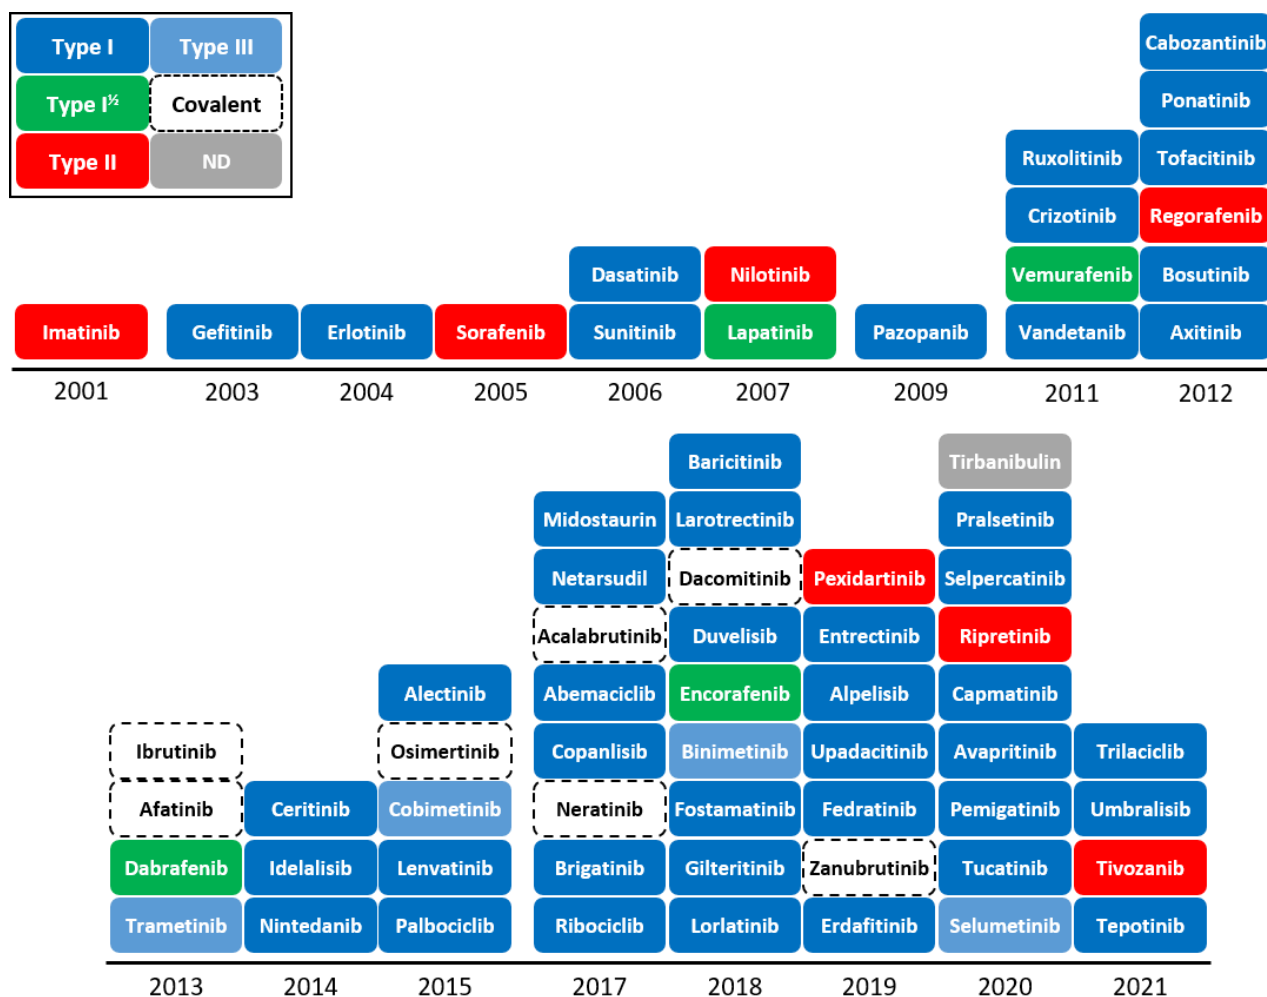 Type I
Type III
Type I½
Covalent
Type II
ND
Cabozantinib
Ponatinib
Ruxolitinib
Tofacitinib
Crizotinib
Regorafenib
Dasatinib
Nilotinib
Vemurafenib
Bosutinib
Imatinib
Gefitinib
Erlotinib
Sorafenib
Sunitinib
Lapatinib
Pazopanib
Vandetanib
Axitinib
2001
2003
2004
2005
2006
2007
2009
2011
2012
Baricitinib
Tirbanibulin
Midostaurin
Larotrectinib
Pralsetinib
Netarsudil
Dacomitinib
Pexidartinib
Selpercatinib
Acalabrutinib
Duvelisib
Entrectinib
Ripretinib
Alectinib
Abemaciclib
Encorafenib
Alpelisib
Capmatinib
Ibrutinib
Osimertinib
Copanlisib
Binimetinib
Upadacitinib
Avapritinib
Trilaciclib
Afatinib
Ceritinib
Cobimetinib
Neratinib
Fostamatinib
Fedratinib
Pemigatinib
Umbralisib
Dabrafenib
Idelalisib
Lenvatinib
Brigatinib
Gilteritinib
Zanubrutinib
Tucatinib
Tivozanib
Trametinib
Nintedanib
Palbociclib
Ribociclib
Lorlatinib
Erdafitinib
Selumetinib
Tepotinib
2013
2014
2015
2017
2018
2019
2020
2021